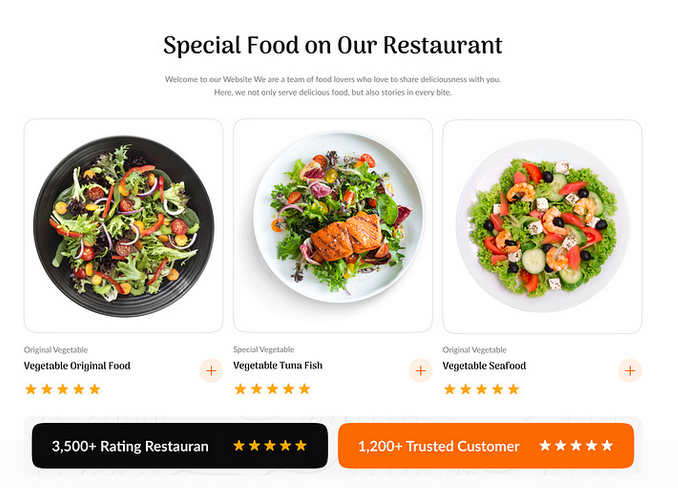 Special Food on Our Restaurant
Welcome to our Website We are a team of food lovers who love to share deliciousness with you.
Here, we not only serve delicious food, but also stories in every bite.
Original Vegetable
Vegetable Original Food
Special Vegetable
Vegetable Tuna Fish
Original Vegetable
Vegetable Seafood
3,500+ Rating Restauran
1,200+ Trusted Customer